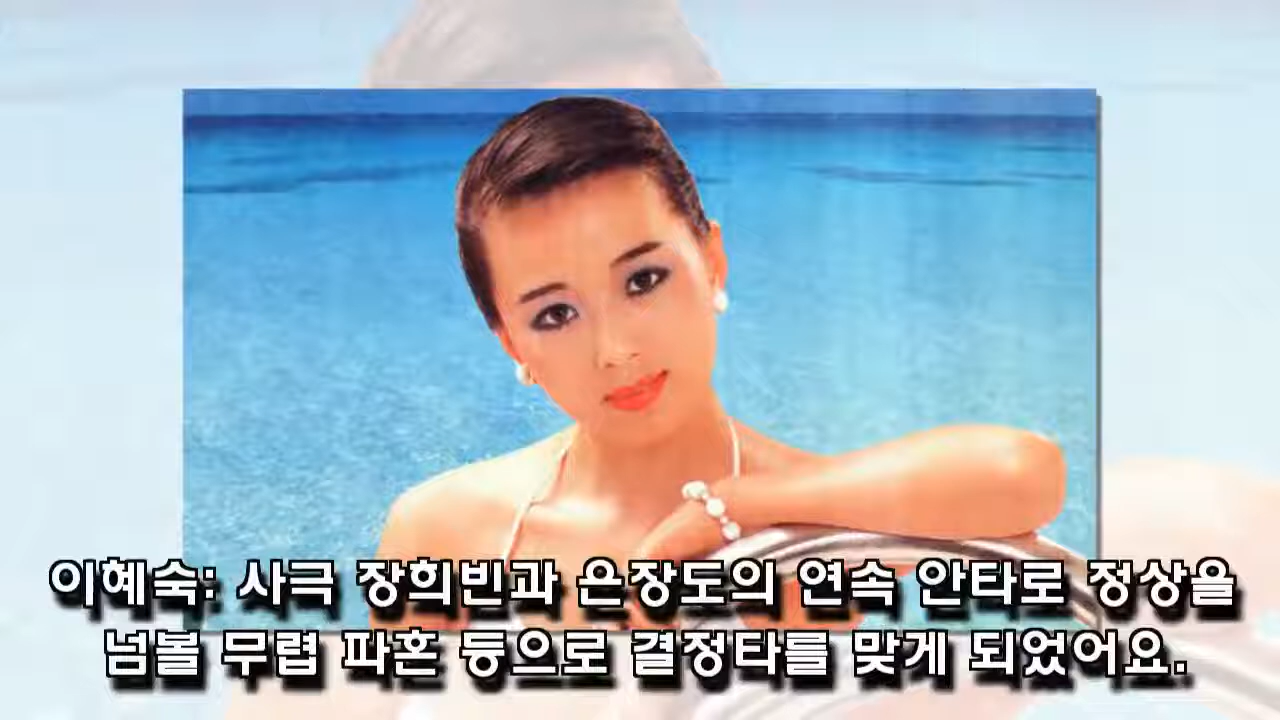 이혜숙: 사극 장희빈과 은장도의 연속 안타로 정상을
넘볼 무렵 파혼 등으로 결정타를 맞게 되었어요.